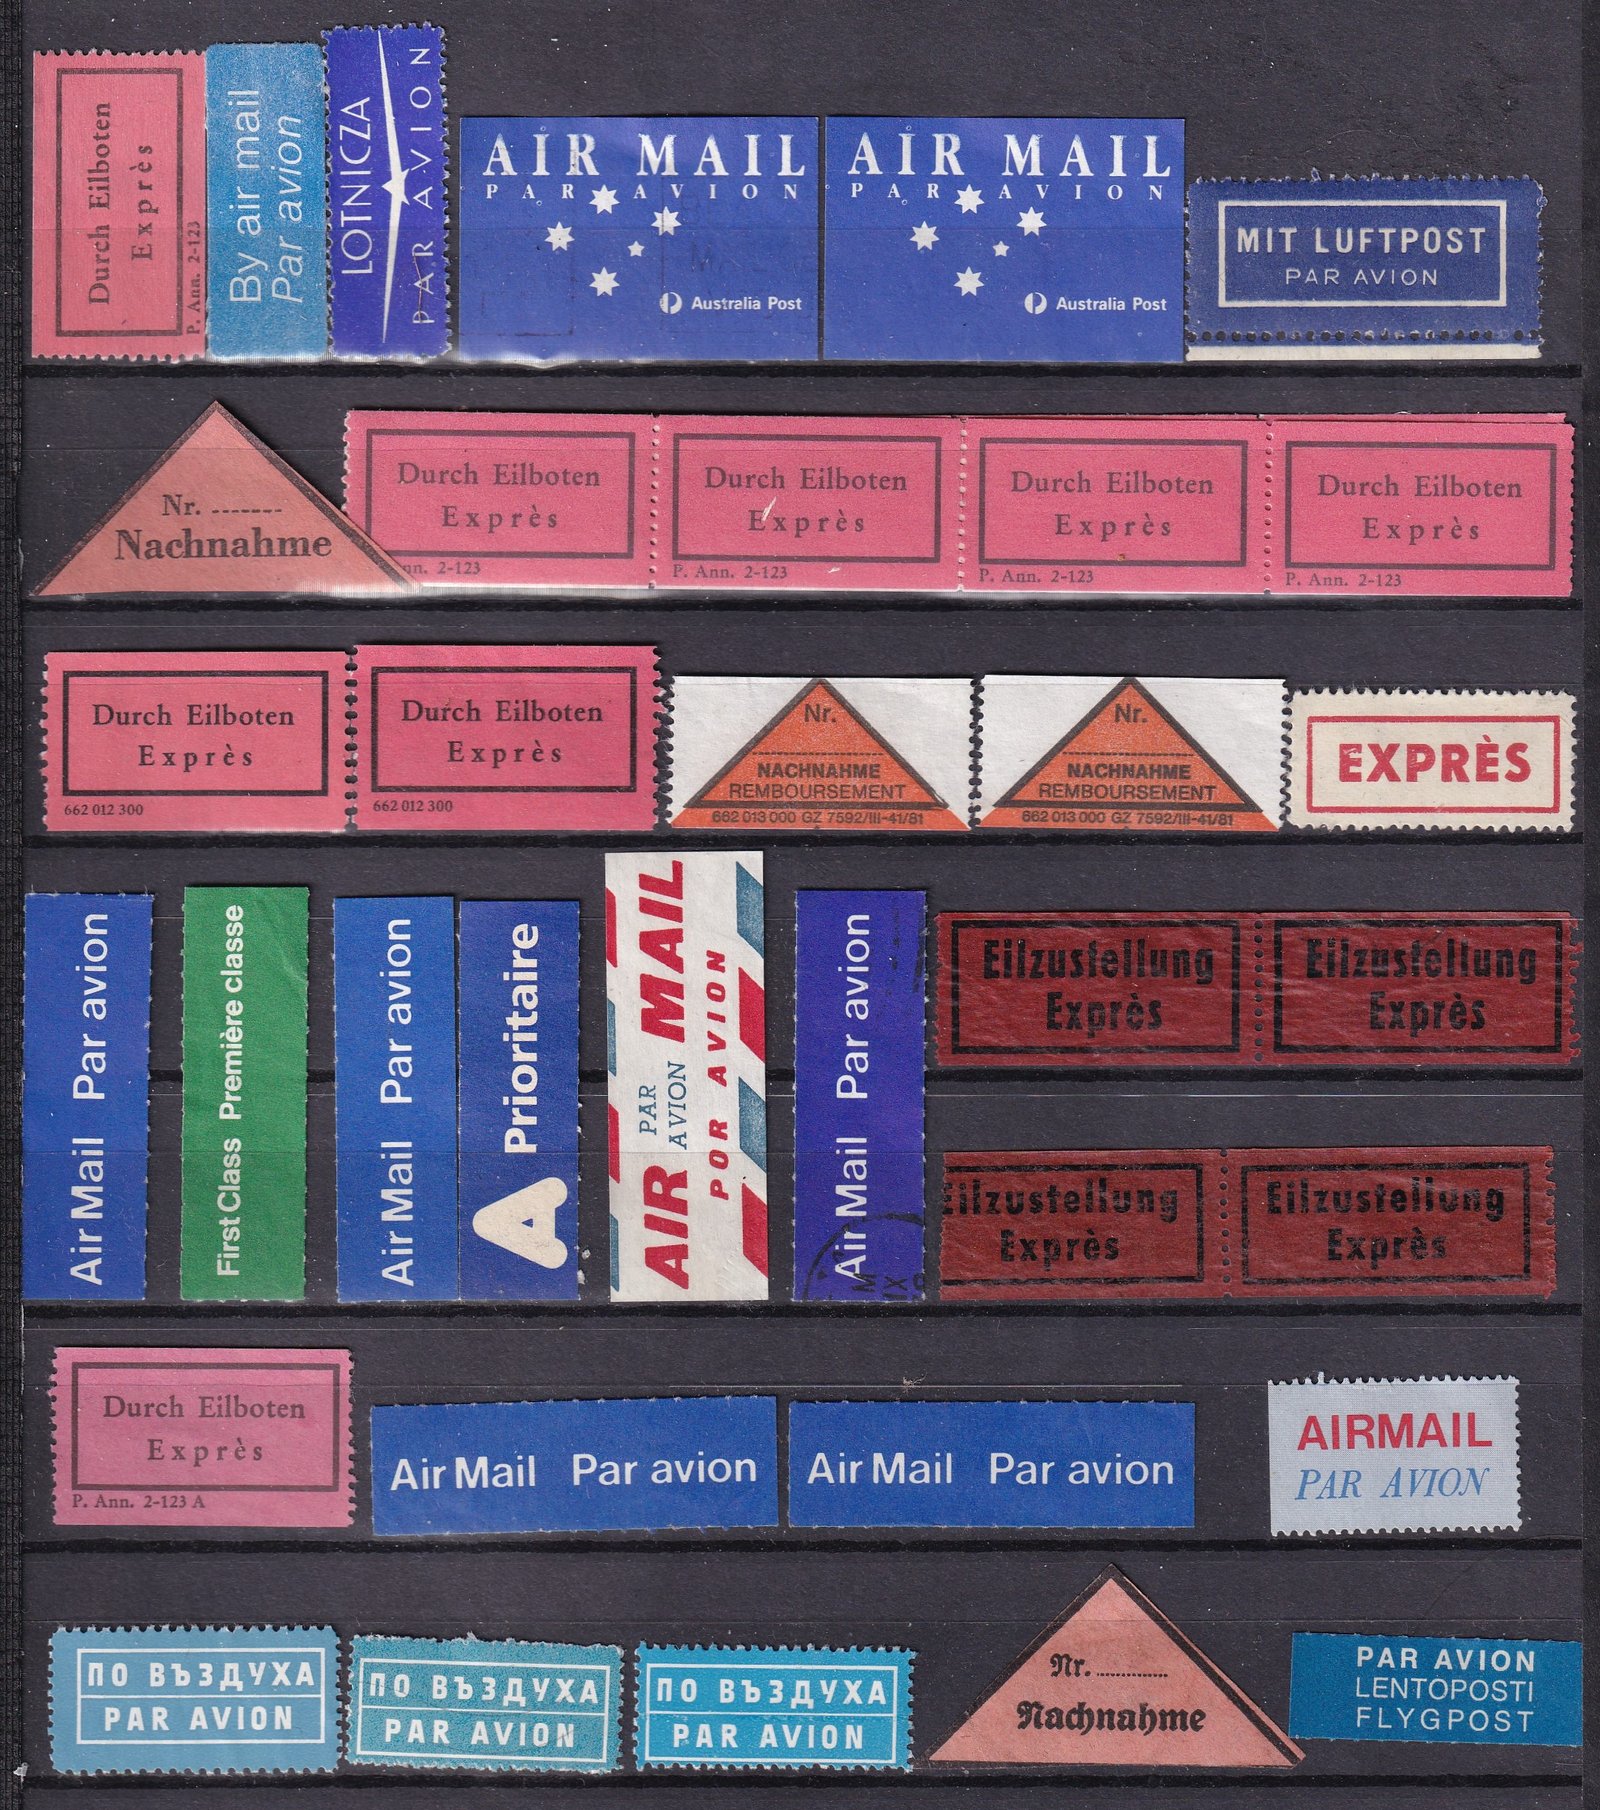 Durch Eilboten
Exprès
P. Ann. 2-123
By air mail
Par avion
LOTNICZA
PAR AVION
AIR MAIL
PAR AVION
Australia Post
AIR MAIL
PAR AVION
Australia Post
MIT LUFTPOST
PAR AVION
Nr. .......
Nachnahme
Durch Eilboten
Exprès
nn. 2-123
Durch Eilboten
Exprès
P. Ann. 2-123
Durch Eilboten
Exprès
P. Ann. 2-123
Durch Eilboten
Exprès
P. Ann. 2-123
Durch Eilboten
Exprès
662 012 300
Durch Eilboten
Exprès
662 012 300
Nr.
NACHNAHME
REMBOURSEMENT
662 013 000 GZ 7592/III-41/81
Nr.
NACHNAHME
REMBOURSEMENT
662 013 000 GZ 7592/III-41/81
EXPRÈS
Air Mail Par avion
First Class Première classe
Air Mail Par avion
A Prioritaire
AIR PAR AVION MAIL
POR AVION
Air Mail Par avion
Eilzustellung
Exprès
Eilzustellung
Exprès
Eilzustellung
Exprès
Eilzustellung
Exprès
Durch Eilboten
Exprès
P. Ann. 2-123 A
Air Mail Par avion
Air Mail Par avion
AIRMAIL
PAR AVION
ПО ВЪЗДУХА
PAR AVION
ПО ВЪЗДУХА
PAR AVION
ПО ВЪЗДУХА
PAR AVION
Nr. ............
Nachnahme
PAR AVION
LENTOPOSTI
FLYGPOST